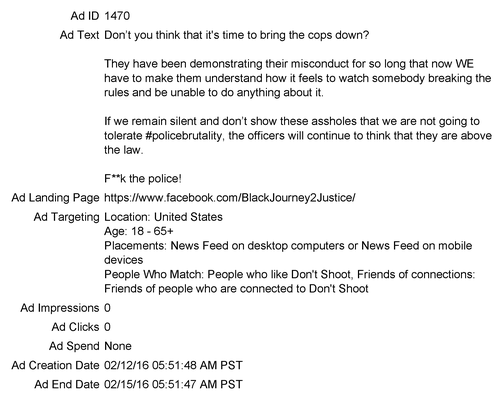 Ad ID 1470
Ad Text Don't you think that it's time to bring the cops down?
They have been demonstrating their misconduct for so long that now WE
have to make them understand how it feels to watch somebody breaking the
rules and be unable to do anything about it.
If we remain silent and don't show these assholes that we are not going to
tolerate #policebrutality, the officers will continue to think that they are above
the law.
F**k the police!
Ad Landing Page https://www.facebook.com/BlackJourney2Justice/
Ad Targeting Location: United States
Age: 18 - 65+
Placements: News Feed on desktop computers or News Feed on mobile
devices
People Who Match: People who like Don't Shoot, Friends of connections:
Friends of people who are connected to Don't Shoot
Ad Impressions 0
Ad Clicks 0
Ad Spend None
Ad Creation Date 02/12/16 05:51:48 AM PST
Ad End Date 02/15/16 05:51:47 AM PST